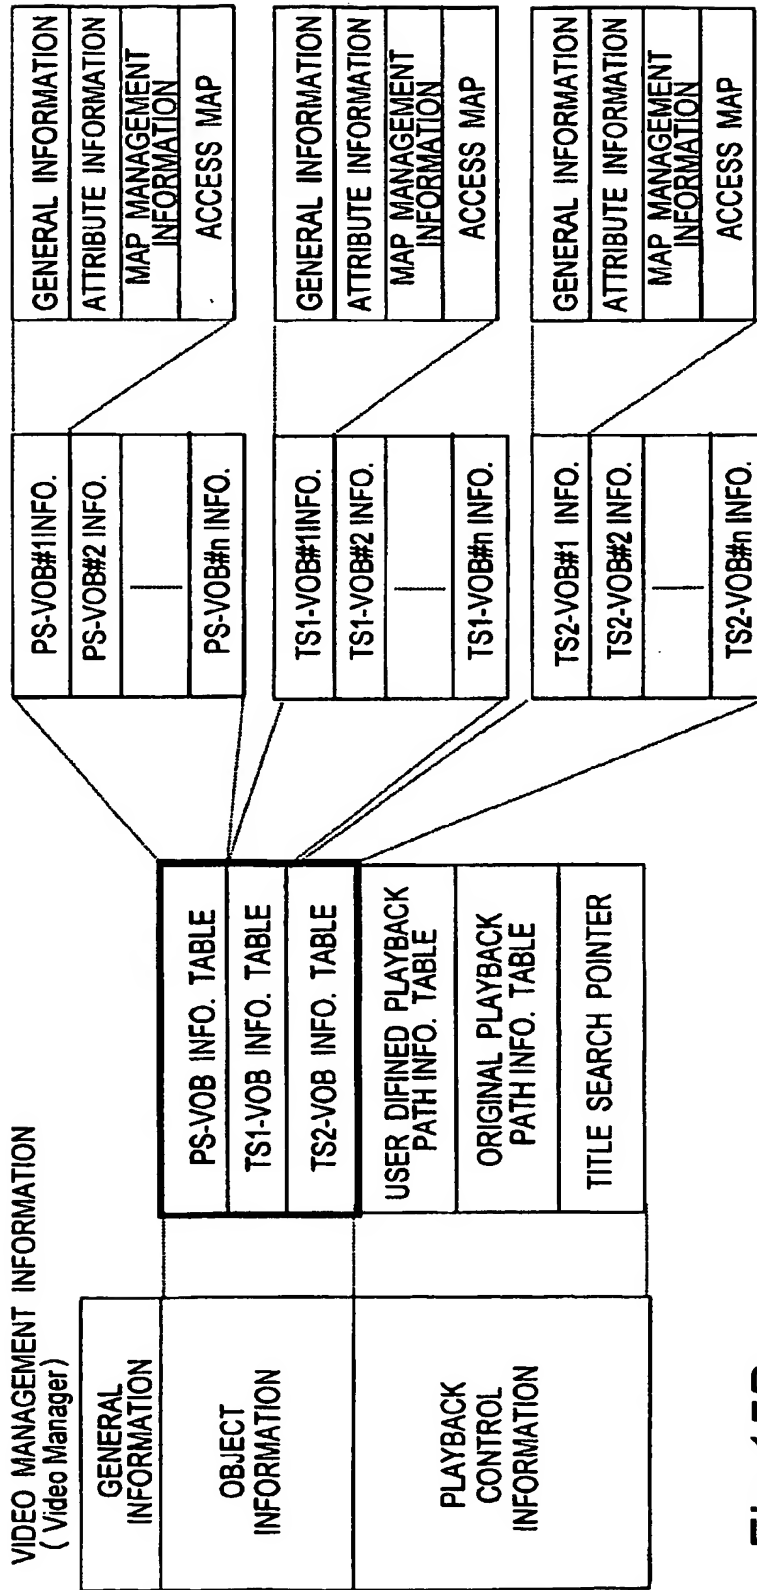 VIDEO MANAGEMENT INFORMATION
( Video Manager)
GENERAL
INFORMATION
OBJECT
INFORMATION
PLAYBACK
CONTROL
INFORMATION
PS-VOB INFO. TABLE
TS1-VOB INFO. TABLE
TS2-VOB INFO. TABLE
USER DIFINED PLAYBACK
PATH INFO. TABLE
ORIGINAL PLAYBACK
PATH INFO. TABLE
TITLE SEARCH POINTER
PS-VOB#1INFO.
PS-VOB#2 INFO.
PS-VOB#n INFO.
TS1-VOB#1INFO.
TS1-VOB#2 INFO.
TS1-VOB#n INFO.
TS2-VOB#1 INFO.
TS2-VOB#2 INFO.
TS2-VOB#n INFO.
GENERAL INFORMATION
ATTRIBUTE INFORMATION
MAP MANAGEMENT
INFORMATION
ACCESS MAP
GENERAL INFORMATION
ATTRIBUTE INFORMATION
MAP MANAGEMENT
INFORMATION
ACCESS MAP
GENERAL INFORMATION
ATTRIBUTE INFORMATION
MAP MANAGEMENT
INFORMATION
ACCESS MAP